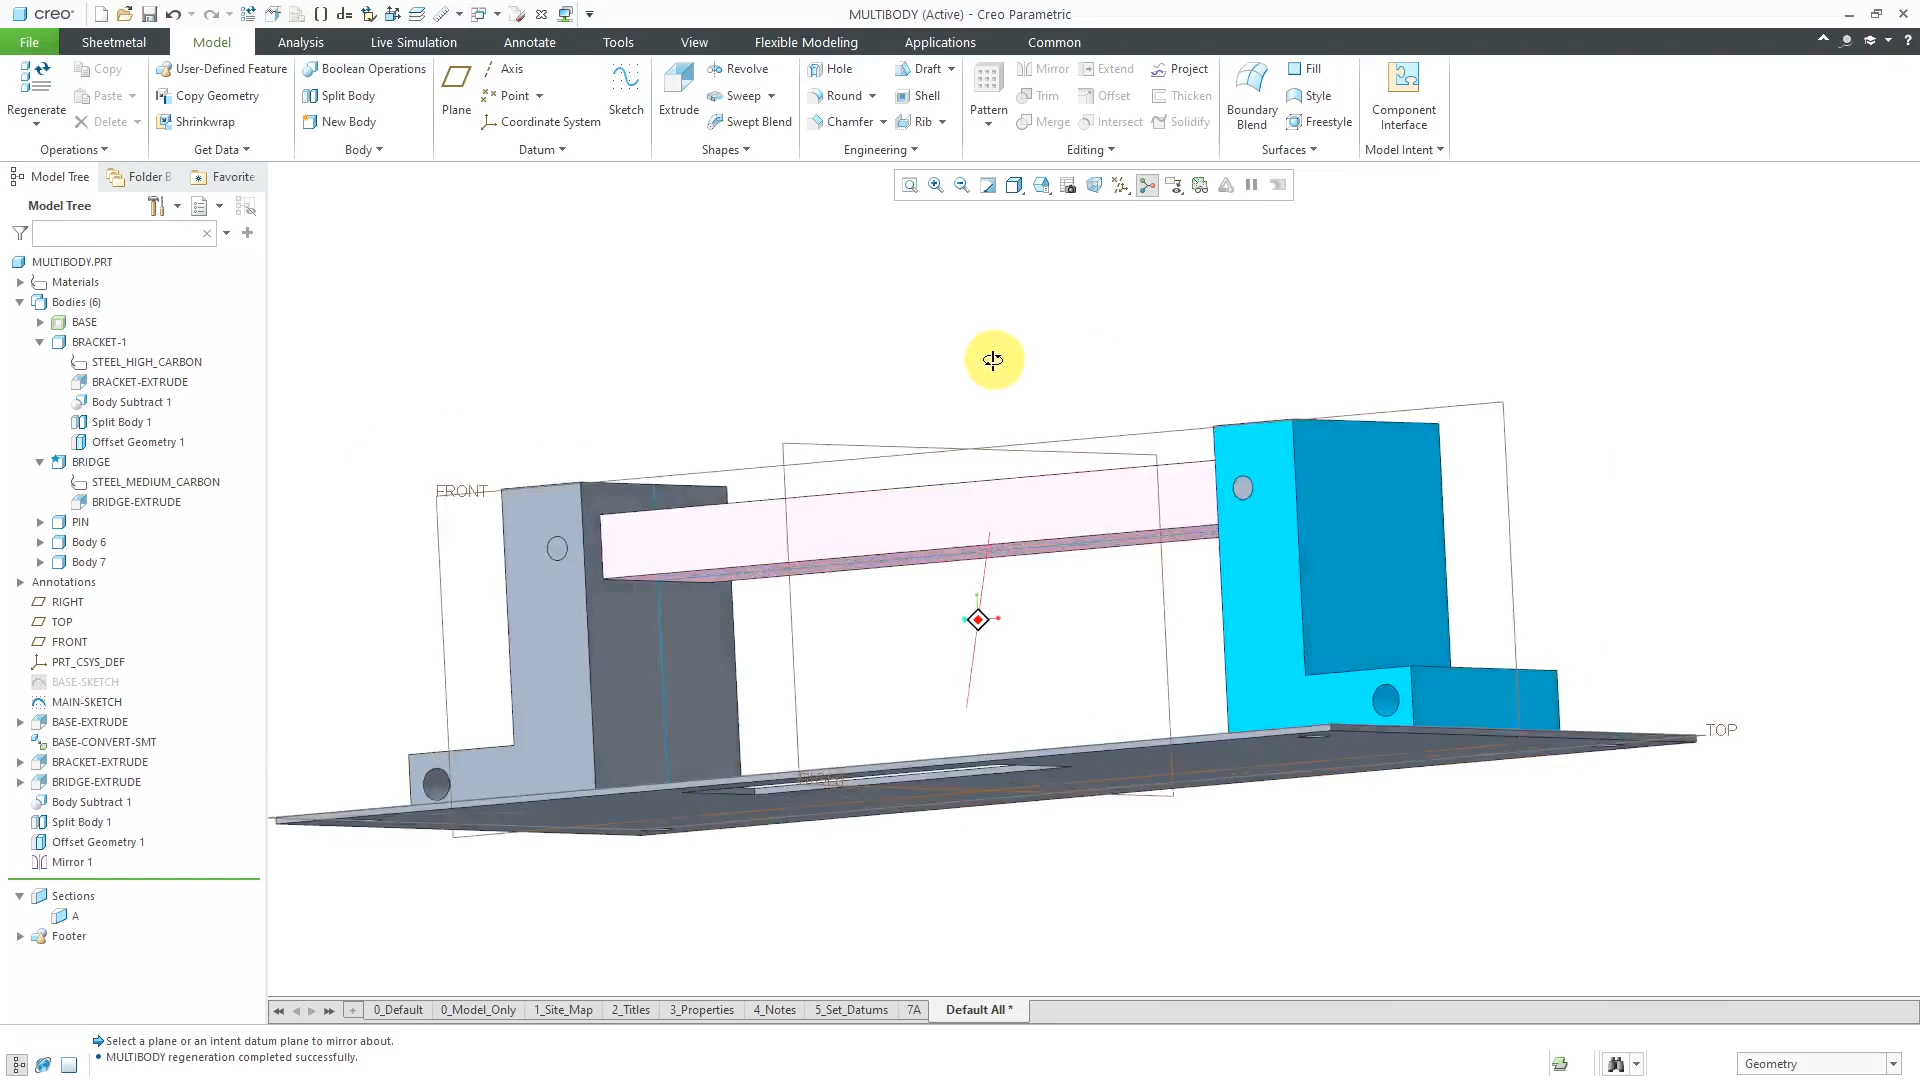 creo
d=
MULTIBODY (Active) - Creo Parametric
File
Sheetmetal
Model
Analysis
Live Simulation
Annotate
Tools
View
Flexible Modeling
Applications
Common
Regenerate
Copy
Paste
Delete
Operations
User-Defined Feature
Copy Geometry
Shrinkwrap
Get Data
Boolean Operations
Split Body
New Body
Body
Plane
Axis
Point
Coordinate System
Sketch
Datum
Extrude
Revolve
Sweep
Swept Blend
Shapes
Hole
Round
Chamfer
Draft
Shell
Rib
Engineering
Pattern
Mirror
Trim
Merge
Extend
Offset
Intersect
Project
Thicken
Solidify
Editing
Boundary
Blend
Fill
Style
Freestyle
Surfaces
Component
Interface
Model Intent
Model Tree
Folder B
Favorite
Model Tree
MULTIBODY.PRT
Materials
Bodies (6)
BASE
BRACKET-1
STEEL_HIGH_CARBON
BRACKET-EXTRUDE
Body Subtract 1
Split Body 1
Offset Geometry 1
BRIDGE
STEEL_MEDIUM_CARBON
BRIDGE-EXTRUDE
PIN
Body 6
Body 7
Annotations
RIGHT
TOP
FRONT
PRT_CSYS_DEF
BASE-SKETCH
MAIN-SKETCH
BASE-EXTRUDE
BASE-CONVERT-SMT
BRACKET-EXTRUDE
BRIDGE-EXTRUDE
Body Subtract 1
Split Body 1
Offset Geometry 1
Mirror 1
Sections
A
Footer
FRONT
TOP
0_Default
0_Model_Only
1_Site_Map
2_Titles
3_Properties
4_Notes
5_Set_Datums
7A
Default All *
Select a plane or an intent datum plane to mirror about.
• MULTIBODY regeneration completed successfully.
Geometry